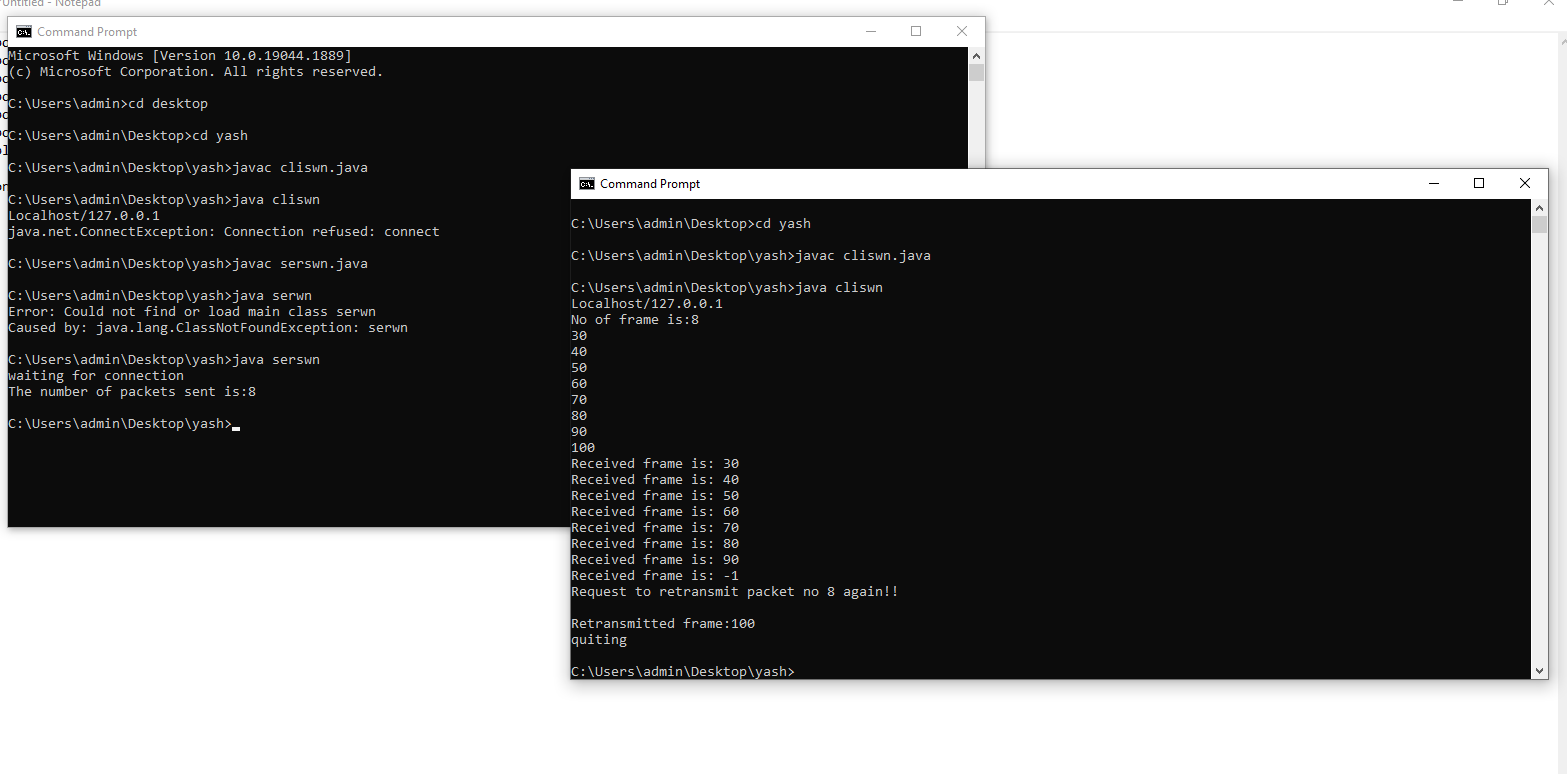 Untitled - Notepad
Command Prompt
Microsoft Windows [Version 10.0.19044.1889]
(c) Microsoft Corporation. All rights reserved.
C:\Users\admin>cd desktop
C:\Users\admin\Desktop>cd yash
C:\Users\admin\Desktop\yash>javac cliswn.java
C:\Users\admin\Desktop\yash>java cliswn
Localhost/127.0.0.1
java.net.ConnectException: Connection refused: connect
C:\Users\admin\Desktop\yash>javac serswn.java
C:\Users\admin\Desktop\yash>java serwn
Error: Could not find or load main class serwn
Caused by: java.lang.ClassNotFoundException: serwn
C:\Users\admin\Desktop\yash>java serswn
waiting for connection
The number of packets sent is:8
C:\Users\admin\Desktop\yash>
Command Prompt
C:\Users\admin\Desktop>cd yash
C:\Users\admin\Desktop\yash>javac cliswn.java
C:\Users\admin\Desktop\yash>java cliswn
Localhost/127.0.0.1
No of frame is:8
30
40
50
60
70
80
90
100
Received frame is: 30
Received frame is: 40
Received frame is: 50
Received frame is: 60
Received frame is: 70
Received frame is: 80
Received frame is: 90
Received frame is: -1
Request to retransmit packet no 8 again!!
Retransmitted frame:100
quiting
C:\Users\admin\Desktop\yash>